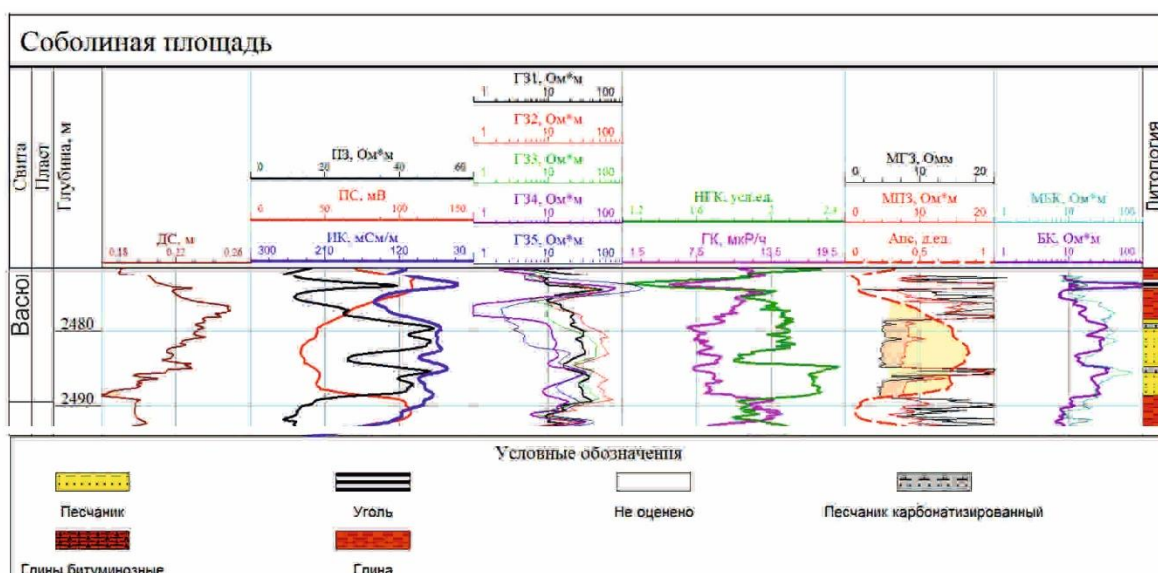 Соболиная площадь
Свита
Пласт
Глубина, м
ДС, м
0.18 0.22 0.26
ПЗ, Ом*м
0 20 40 60
ПС, мВ
0 50 100 150
ИК, мСм/м
300 210 120 30
ГЗ1, Ом*м
1 10 100
ГЗ2, Ом*м
1 10 100
ГЗ3, Ом*м
1 10 100
ГЗ4, Ом*м
1 10 100
ГЗ5, Ом*м
1 10 100
НГК, усл.ед.
1.2 1.6 2 2.4
ГК, мкР/ч
1.5 7.5 13.5 19.5
МГЗ, Омм
0 10 20
МПЗ, Ом*м
0 10 20
Апс, д.ед.
0 0,5 1
МБК, Ом*м
1 10 100
БК, Ом*м
1 10 100
Литология
2480
2490
Условные обозначения
Песчаник
Уголь
Не оценено
Песчаник карбонатизированный
Глины битуминозные
Глина